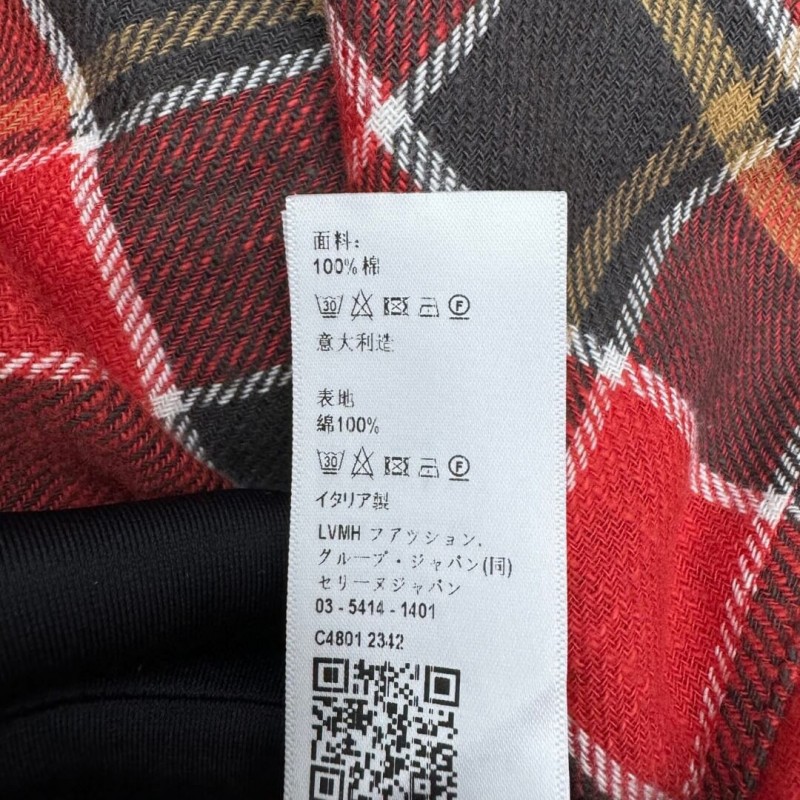 面料：
100% 棉
30 F
意大利造
表地
綿100%
30 F
イタリア製
LVMH ファッション.
グループ・ジャパン(同)
セリーヌジャパン
03 - 5414 - 1401
C4801 2342